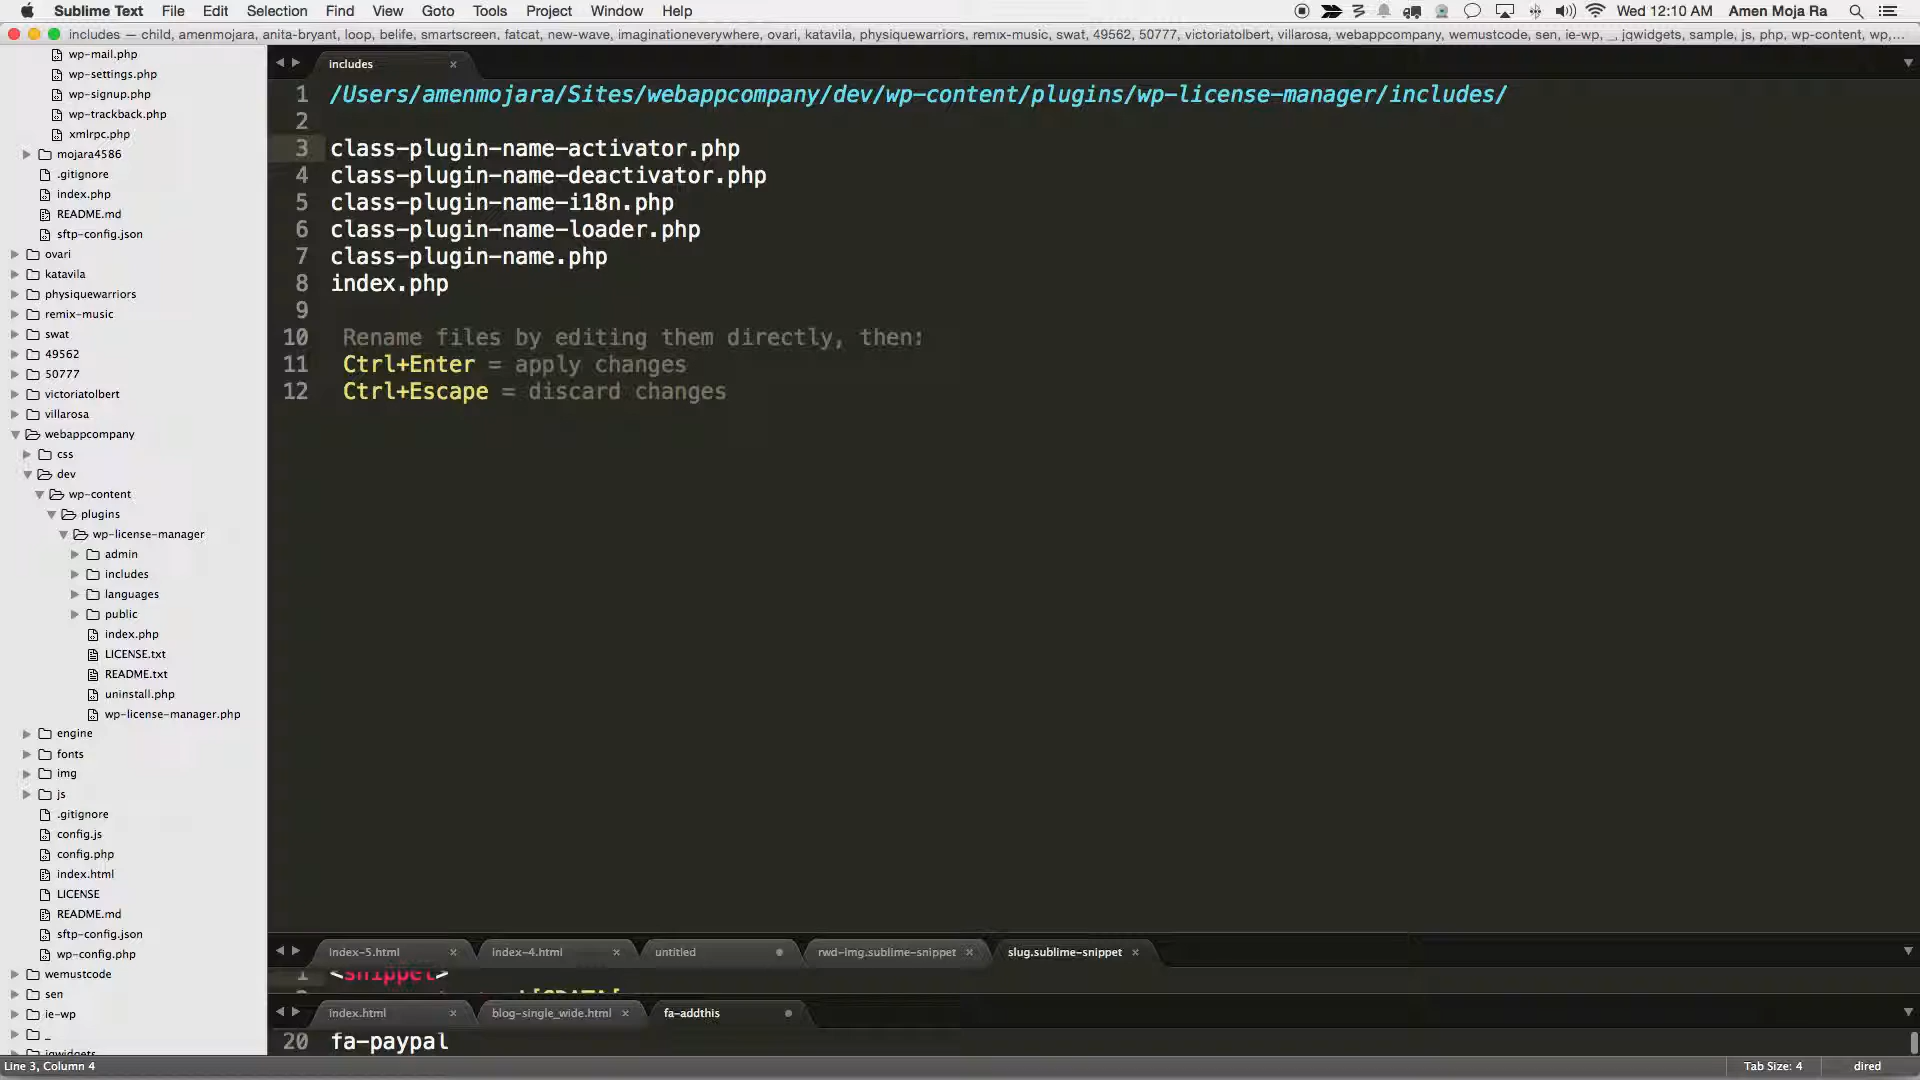 Sublime Text File Edit Selection Find View Goto Tools Project Window Help Wed 12:10 AM Amen Moja Ra
includes — child, amenmojara, anita-bryant, loop, belife, smartscreen, fatcat, new-wave, imaginationeverywhere, ovari, katavila, physiquewarriors, remix-music, swat, 49562, 50777, victoriatolbert, villarosa, webappcompany, wemustcode, sen, ie-wp, _, jqwidgets, sample, js, php, wp-content, wp,...
wp-mail.php
wp-settings.php
wp-signup.php
wp-trackback.php
xmlrpc.php
mojara4586
.gitignore
index.php
README.md
sftp-config.json
ovari
katavila
physiquewarriors
remix-music
swat
49562
50777
victoriatolbert
villarosa
webappcompany
css
dev
wp-content
plugins
wp-license-manager
admin
includes
languages
public
index.php
LICENSE.txt
README.txt
uninstall.php
wp-license-manager.php
engine
fonts
img
js
.gitignore
config.js
config.php
index.html
LICENSE
README.md
sftp-config.json
wp-config.php
wemustcode
sen
ie-wp
_
jqwidgets
includes
1 /Users/amenmojara/Sites/webappcompany/dev/wp-content/plugins/wp-license-manager/includes/
2
3 class-plugin-name-activator.php
4 class-plugin-name-deactivator.php
5 class-plugin-name-i18n.php
6 class-plugin-name-loader.php
7 class-plugin-name.php
8 index.php
9
10 Rename files by editing them directly, then:
11 Ctrl+Enter = apply changes
12 Ctrl+Escape = discard changes
index-5.html index-4.html untitled rwd-img.sublime-snippet slug.sublime-snippet
1 <snippet>
index.html blog-single_wide.html fa-addthis
20 fa-paypal
Line 3, Column 4 Tab Size: 4 dired